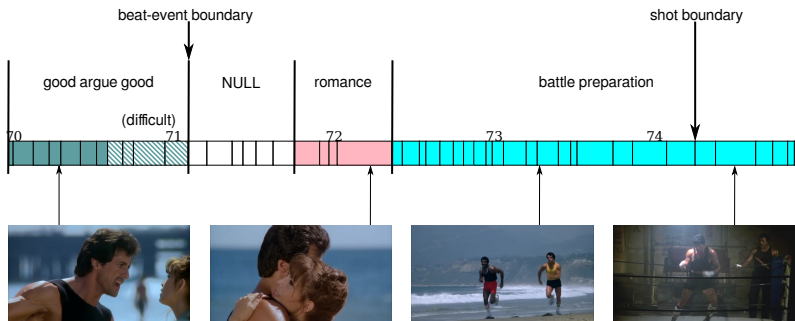 beat-event boundary
shot boundary
good argue good
NULL
romance
battle preparation
(difficult)
70
71
72
73
74